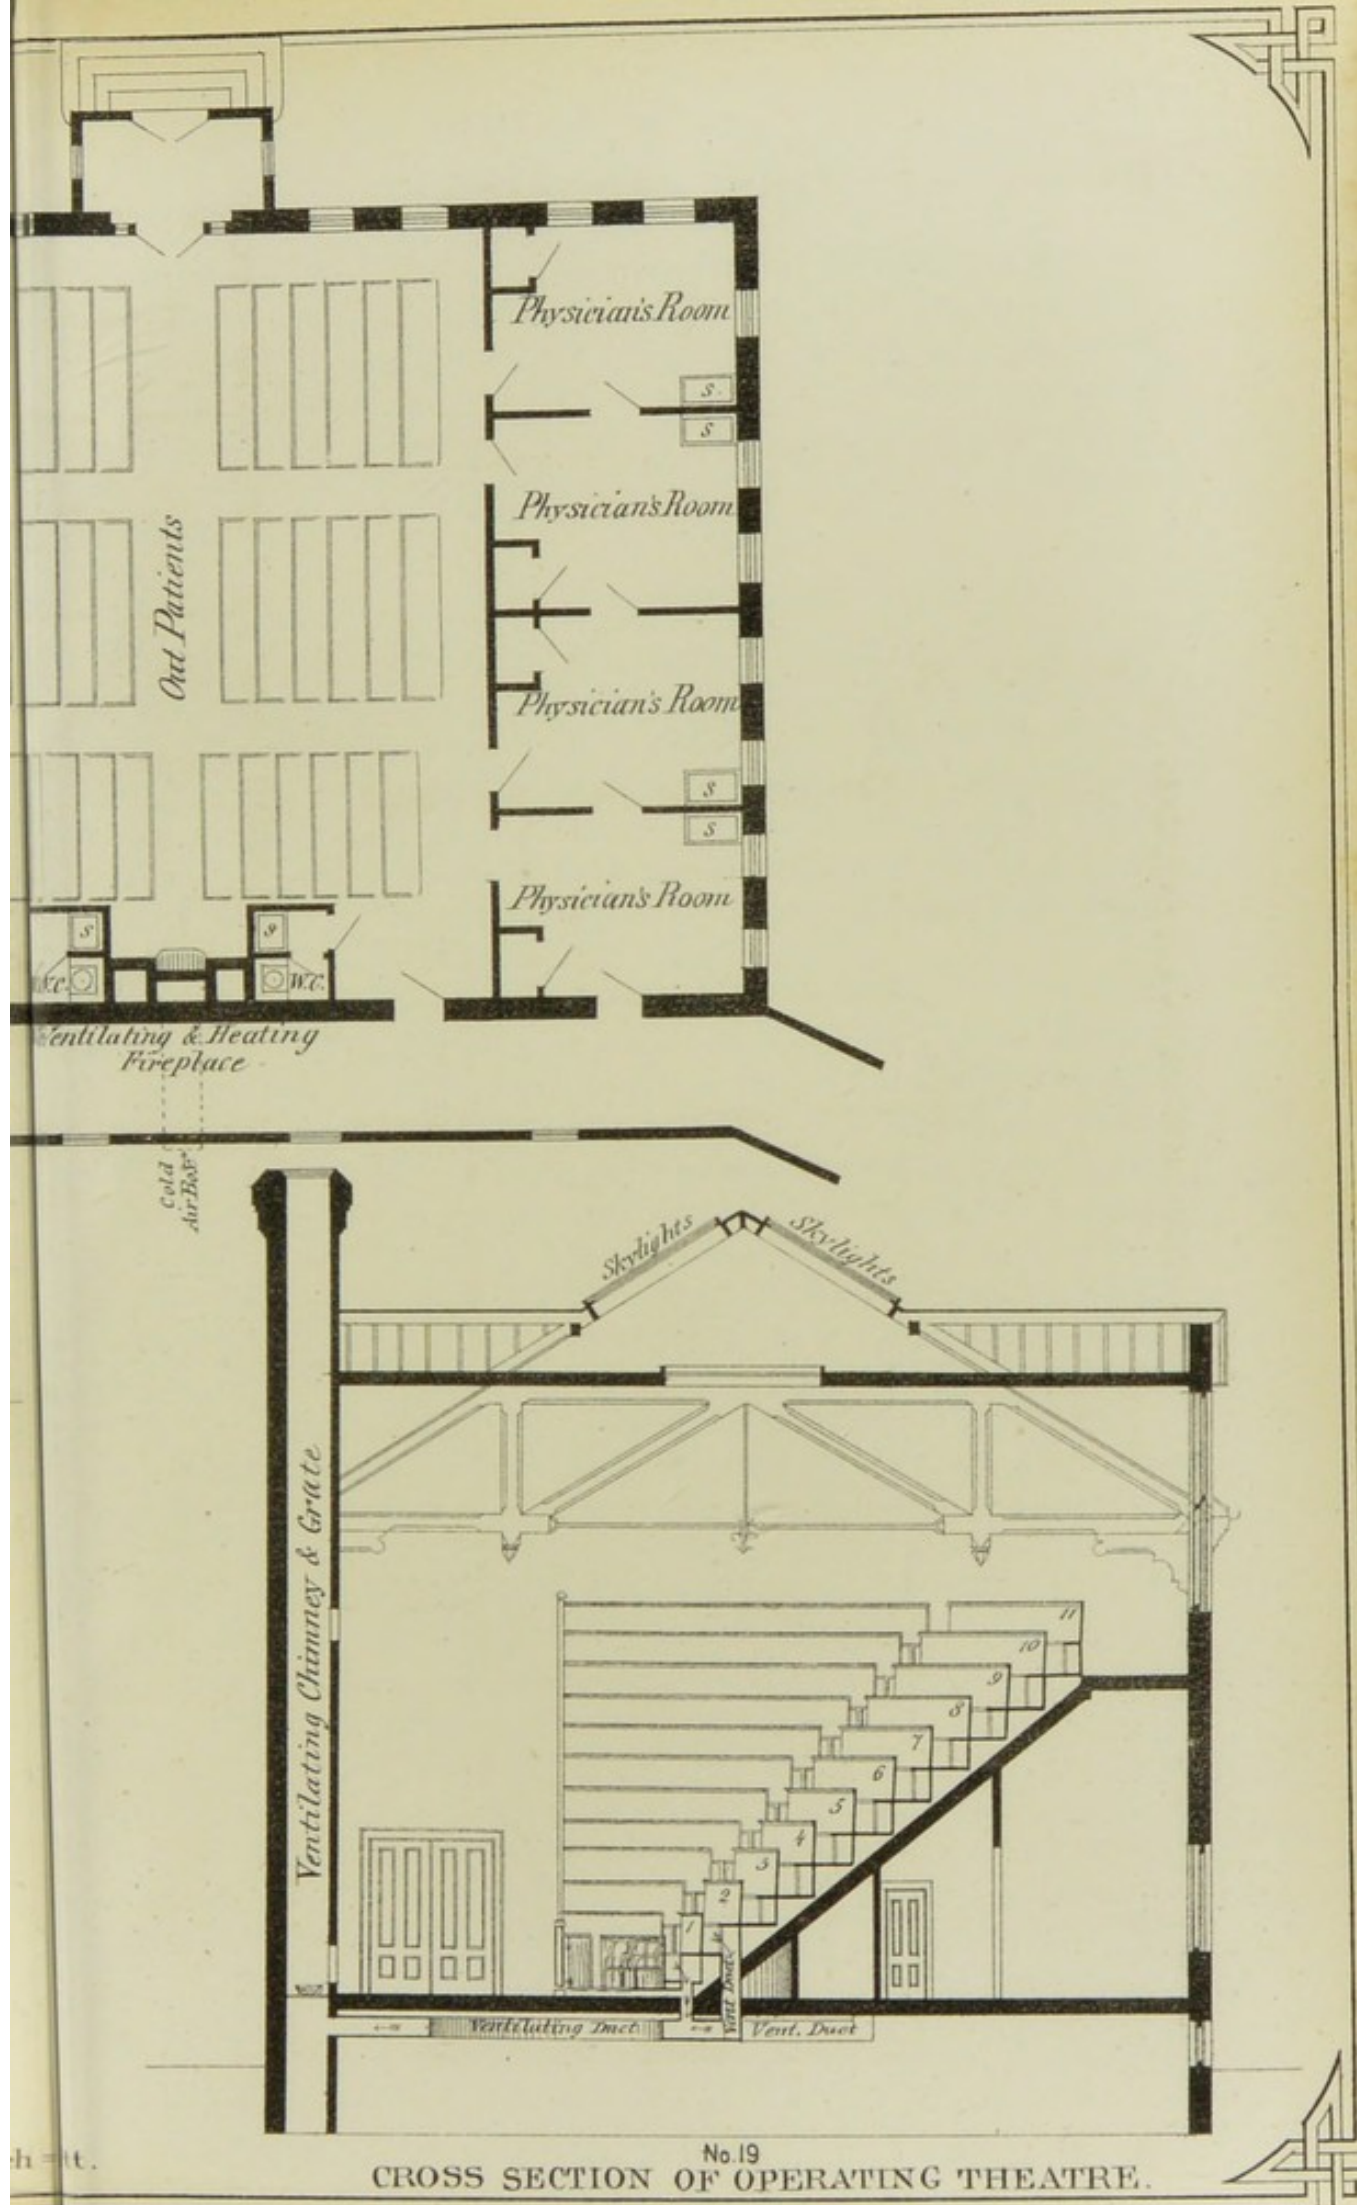 Physician's Room
S.
S
Physician's Room
Out Patients
Physician's Room
S
S
Physician's Room
S
S
W.C.
Ventilating & Heating
Fireplace
Cold
Air Box
Skylights
Skylights
Ventilating Chimney & Grate
11
10
9
8
7
6
5
4
3
2
1
Vent Duct
Ventilating Duct
Vent. Duct
No. 19
CROSS SECTION OF OPERATING THEATRE.